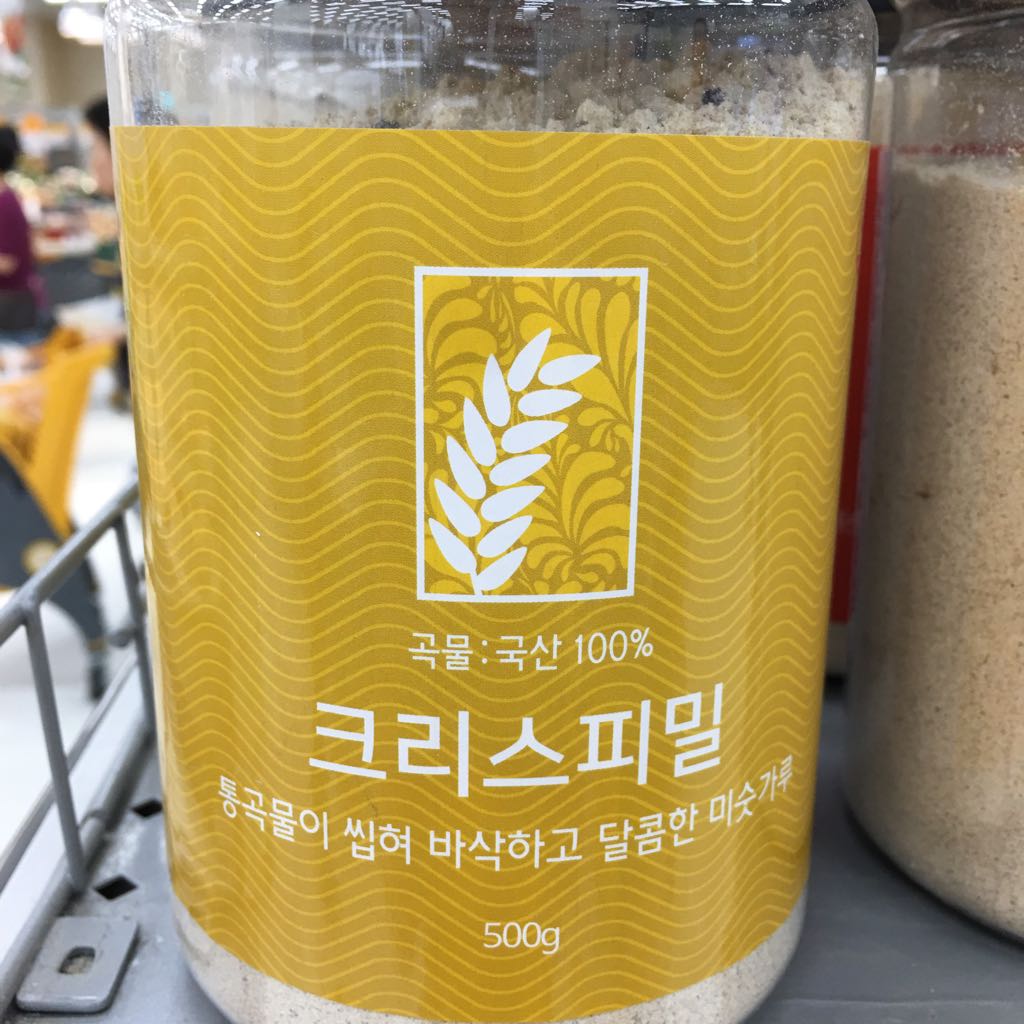 곡물 : 국산 100%
크리스피밀
통곡물이 씹혀 바삭하고 달콤한 미숫가루
500g